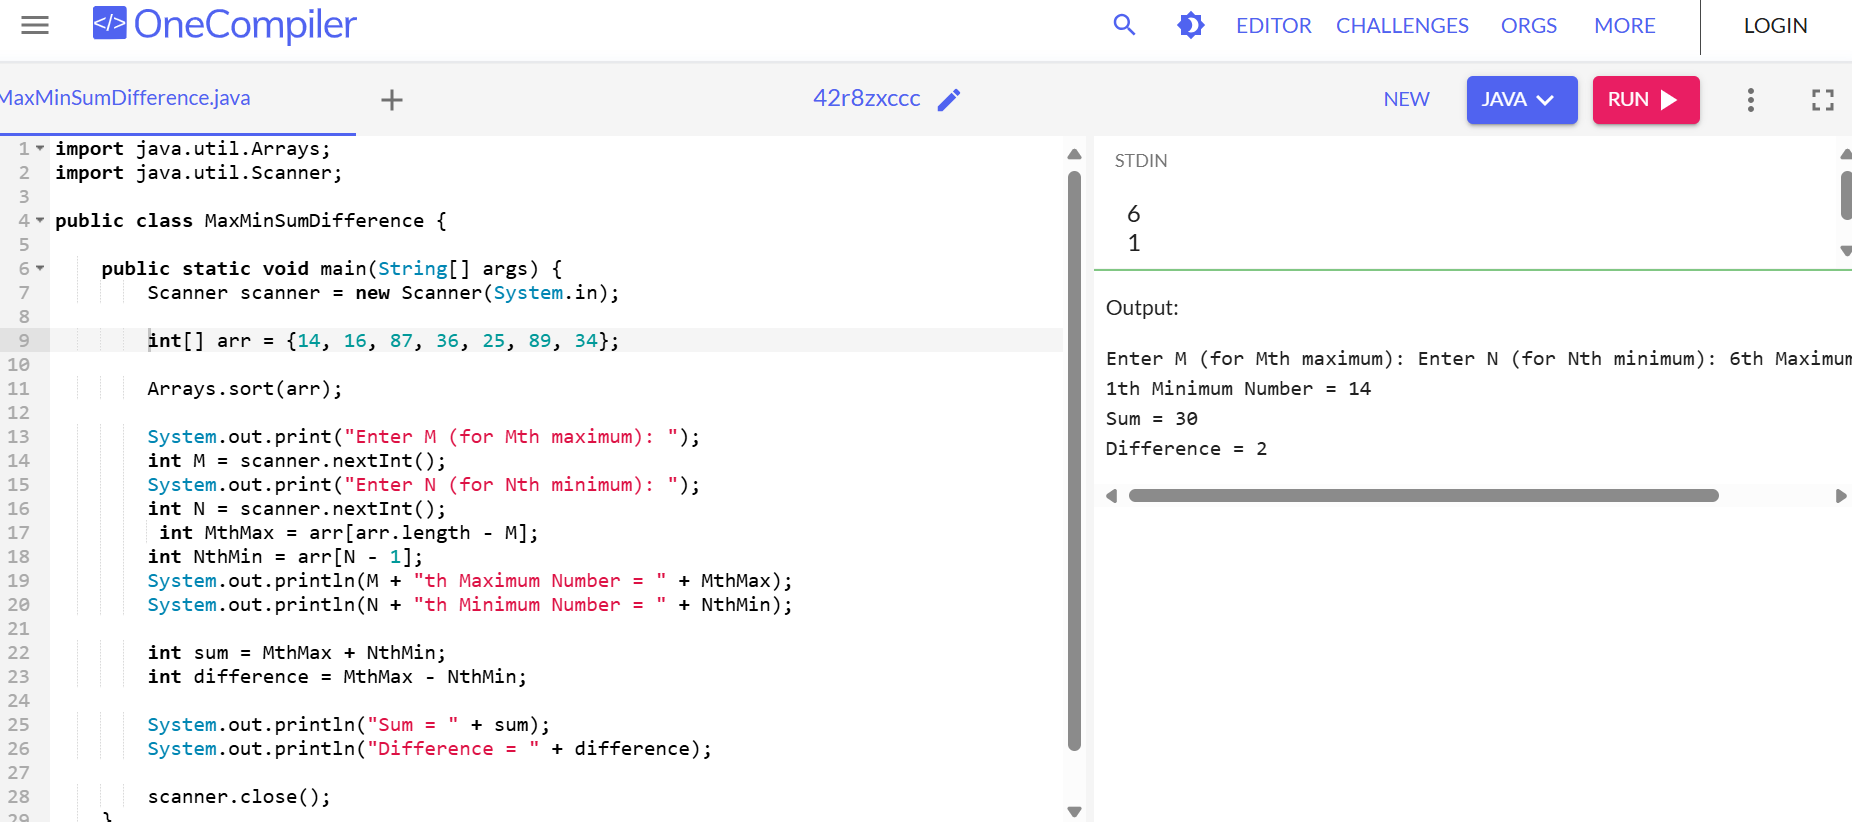 </> OneCompiler
EDITOR CHALLENGES ORGS MORE LOGIN
MaxMinSumDifference.java + 42r8zxccc NEW JAVA RUN
1 import java.util.Arrays;
2 import java.util.Scanner;
3
4 public class MaxMinSumDifference {
5
6     public static void main(String[] args) {
7         Scanner scanner = new Scanner(System.in);
8
9         int[] arr = {14, 16, 87, 36, 25, 89, 34};
10
11         Arrays.sort(arr);
12
13         System.out.print("Enter M (for Mth maximum): ");
14         int M = scanner.nextInt();
15         System.out.print("Enter N (for Nth minimum): ");
16         int N = scanner.nextInt();
17          int MthMax = arr[arr.length - M];
18         int NthMin = arr[N - 1];
19         System.out.println(M + "th Maximum Number = " + MthMax);
20         System.out.println(N + "th Minimum Number = " + NthMin);
21
22         int sum = MthMax + NthMin;
23         int difference = MthMax - NthMin;
24
25         System.out.println("Sum = " + sum);
26         System.out.println("Difference = " + difference);
27
28         scanner.close();
29     }
STDIN
6
1
Output:
Enter M (for Mth maximum): Enter N (for Nth minimum): 6th Maximum
1th Minimum Number = 14
Sum = 30
Difference = 2